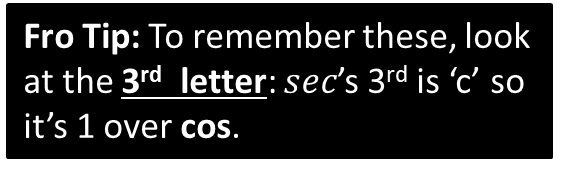 Fro Tip: To remember these, look
at the 3rd letter: sec's 3rd is 'c' so
it's 1 over cos.